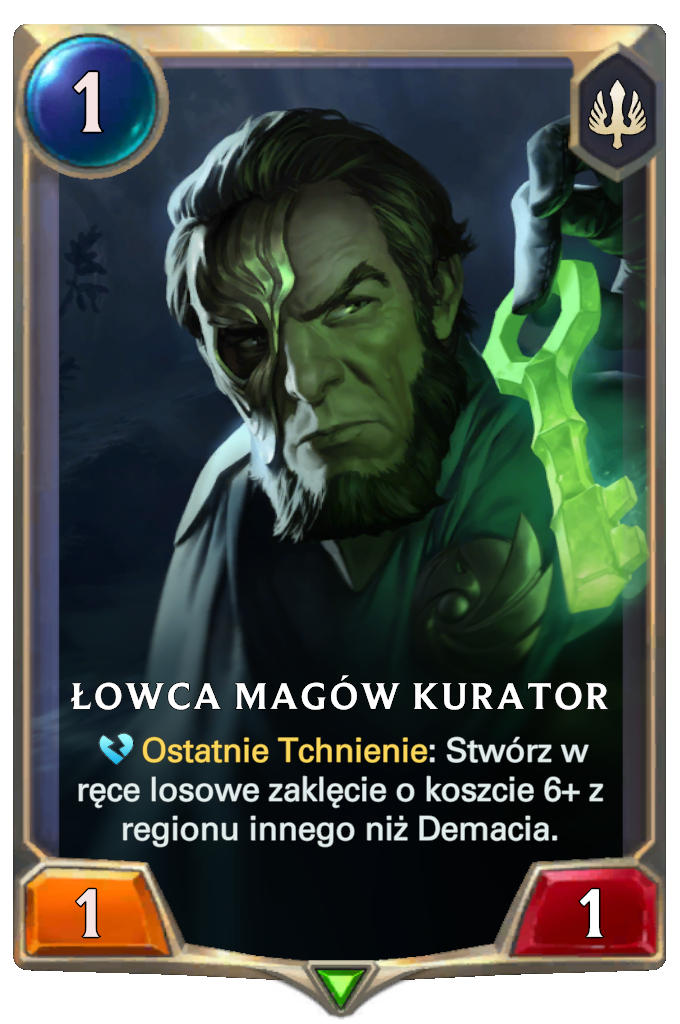 1
ŁOWCA MAGÓW KURATOR
Ostatnie Tchnienie: Stwórz w
ręce losowe zaklęcie o koszcie 6+ z
regionu innego niż Demacia.
1
1